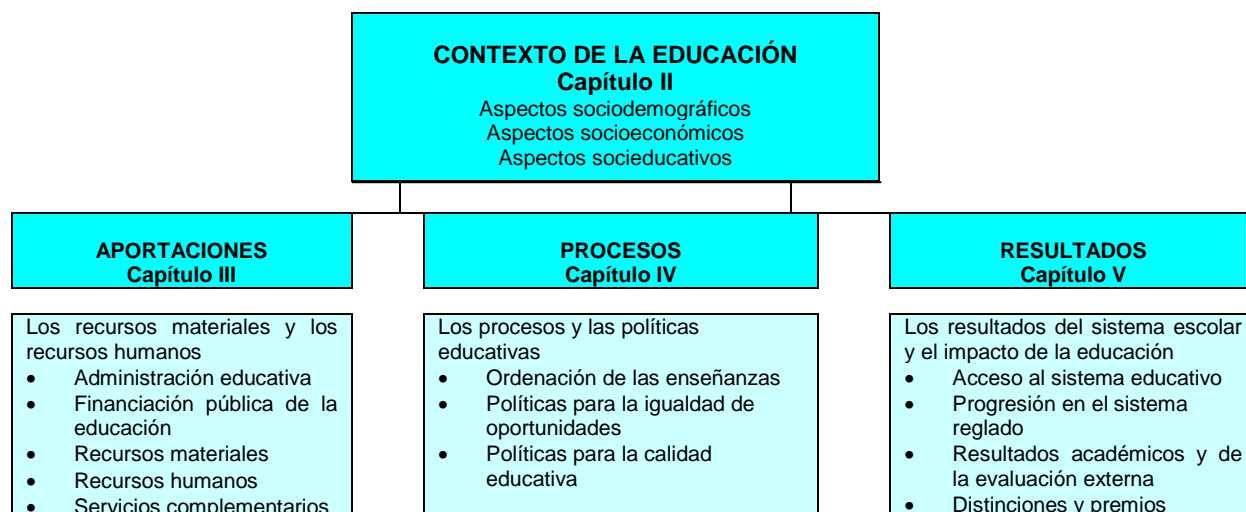 CONTEXTO DE LA EDUCACIÓN
Capítulo II
Aspectos sociodemográficos
Aspectos socioeconómicos
Aspectos socieducativos
APORTACIONES
Capítulo III
Los recursos materiales y los
recursos humanos
• Administración educativa
• Financiación pública de la
educación
• Recursos materiales
• Recursos humanos
• Servicios complementarios
PROCESOS
Capítulo IV
Los procesos y las políticas
educativas
• Ordenación de las enseñanzas
• Políticas para la igualdad de
oportunidades
• Políticas para la calidad
educativa
RESULTADOS
Capítulo V
Los resultados del sistema escolar
y el impacto de la educación
• Acceso al sistema educativo
• Progresión en el sistema
reglado
• Resultados académicos y de
la evaluación externa
• Distinciones y premios